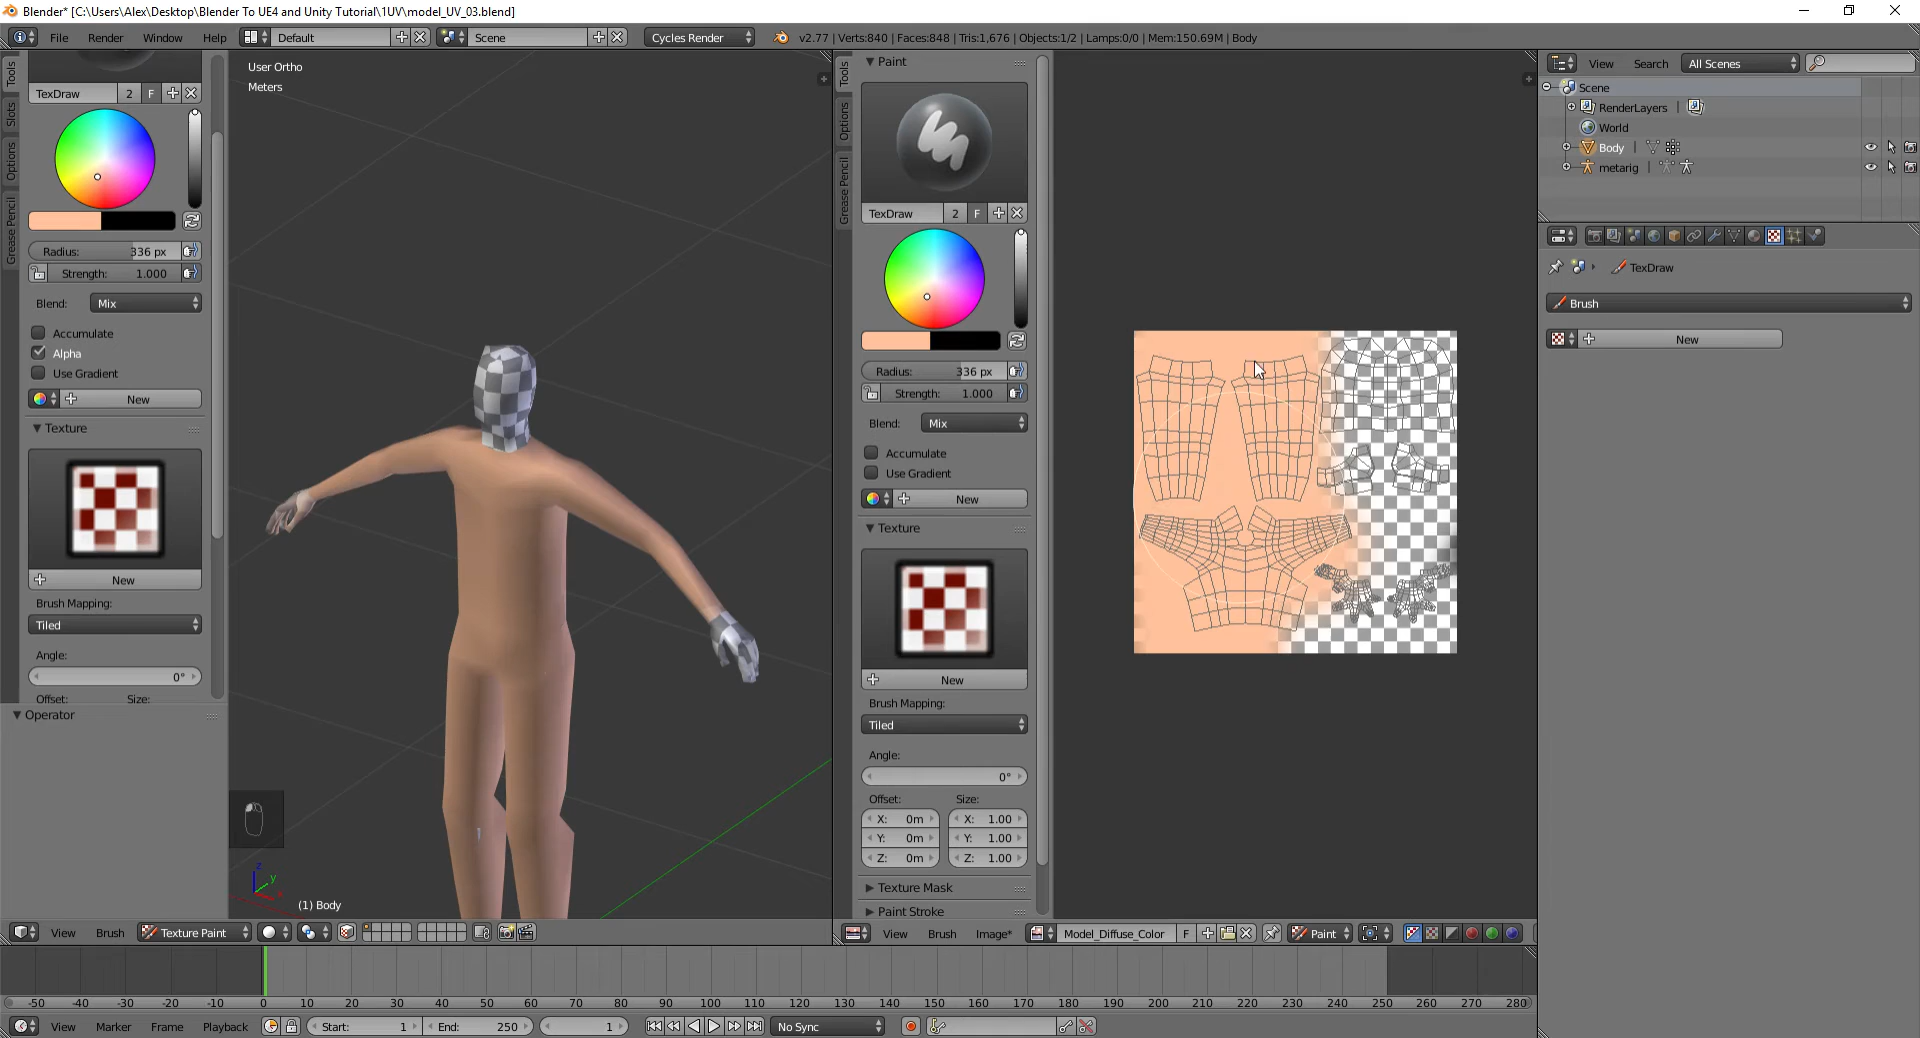 Blender* [C:\Users\Alex\Desktop\Blender To UE4 and Unity Tutorial\1UV\model_UV_03.blend]
File Render Window Help Default Scene Cycles Render v2.77 | Verts:840 | Faces:848 | Tris:1,676 | Objects:1/2 | Lamps:0/0 | Mem:150.69M | Body
Tools
Slots
Options
Grease Pencil
TexDraw 2 F
Radius: 336 px
Strength: 1.000
Blend: Mix
Accumulate
Alpha
Use Gradient
New
Texture
New
Brush Mapping:
Tiled
Angle:
0°
Offset: Size:
Operator
User Ortho
Meters
z
y
x
(1) Body
View Brush Texture Paint
Tools
Options
Grease Pencil
Paint
TexDraw 2 F
Radius: 336 px
Strength: 1.000
Blend: Mix
Accumulate
Use Gradient
New
Texture
New
Brush Mapping:
Tiled
Angle:
0°
Offset: Size:
X: 0m X: 1.00
Y: 0m Y: 1.00
Z: 0m Z: 1.00
Texture Mask
Paint Stroke
View Brush Image* Model_Diffuse_Color F Paint
View Search All Scenes
Scene
RenderLayers |
World
Body |
metarig |
TexDraw
Brush
New
-50 -40 -30 -20 -10 0 10 20 30 40 50 60 70 80 90 100 110 120 130 140 150 160 170 180 190 200 210 220 230 240 250 260 270 280
View Marker Frame Playback Start: 1 End: 250 1 No Sync